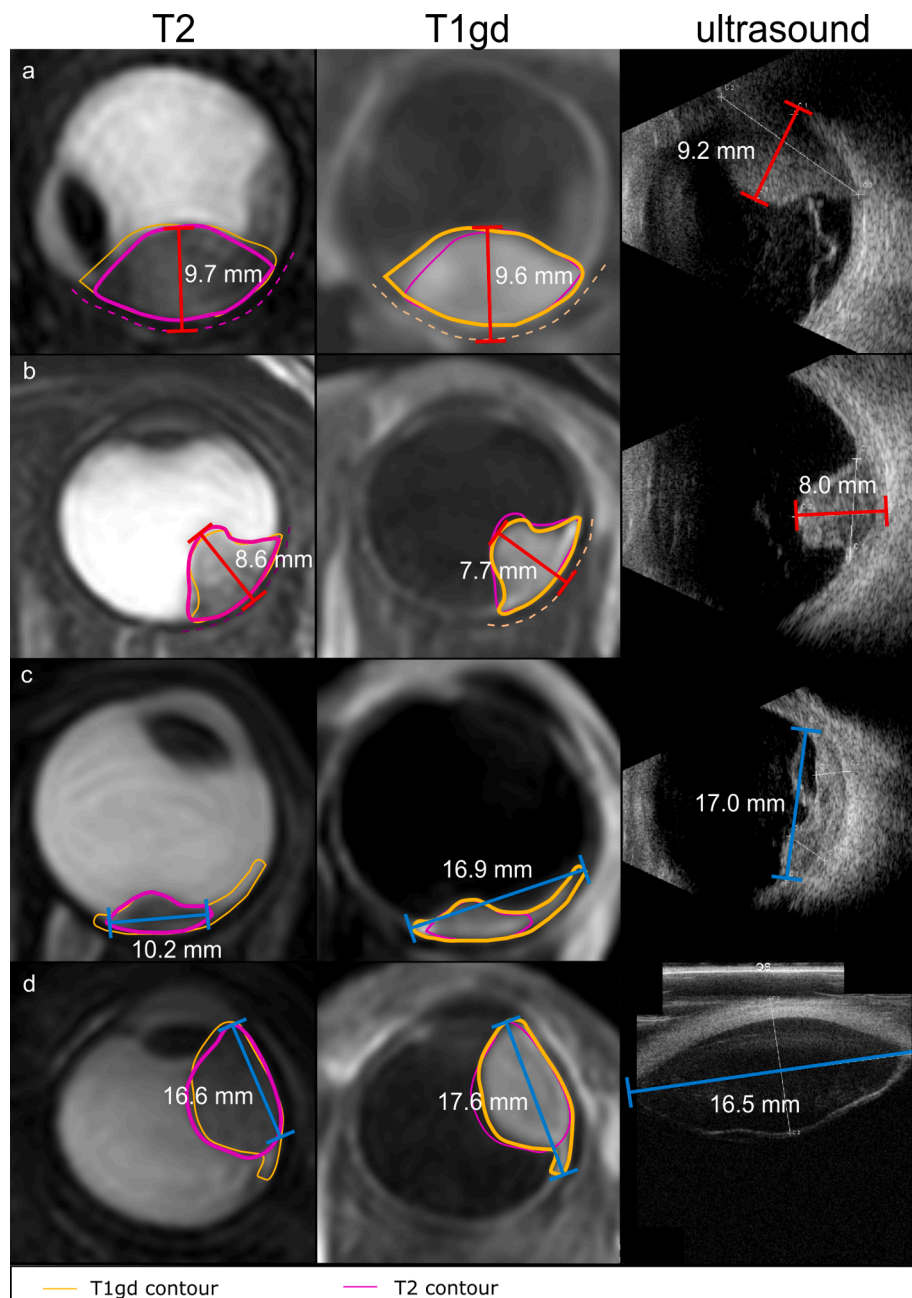 T2 T1gd ultrasound
a
9.7 mm 9.6 mm 9.2 mm
b
8.6 mm 7.7 mm 8.0 mm
c
10.2 mm 16.9 mm 17.0 mm
d
16.6 mm 17.6 mm 16.5 mm
T1gd contour T2 contour